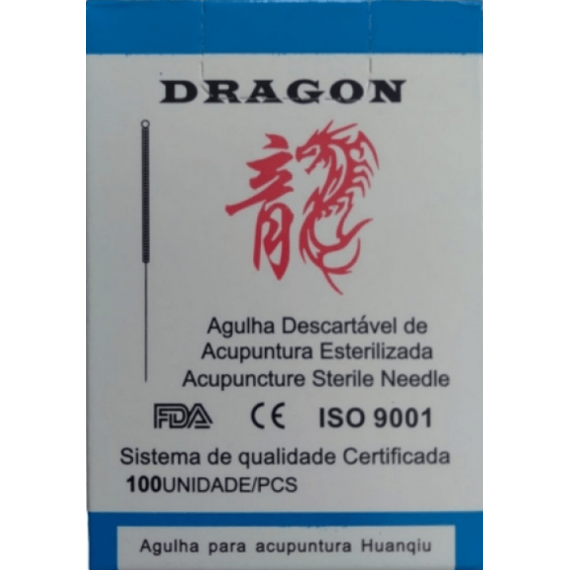 DRAGON
龍
Agulha Descartável de
Acupuntura Esterilizada
Acupuncture Sterile Needle
FDA CE ISO 9001
Sistema de qualidade Certificada
100UNIDADE/PCS
Agulha para acupuntura Huanqiu